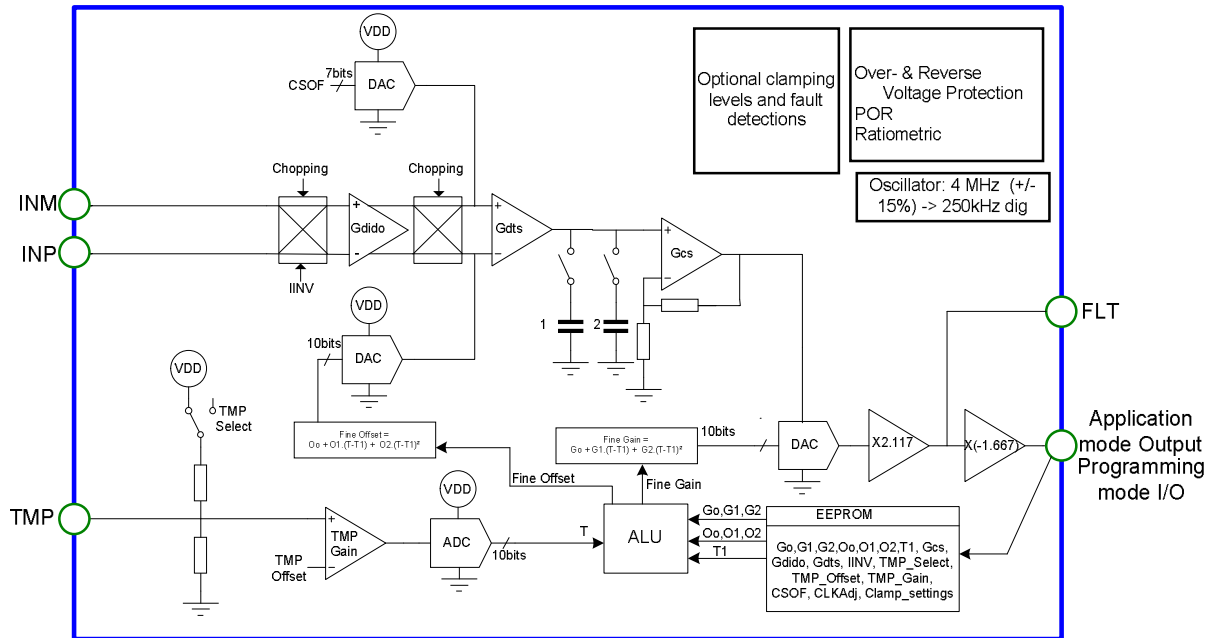 VDD
CSOF
7bits
DAC
Optional clamping
levels and fault
detections
Over- & Reverse
Voltage Protection
POR
Ratiometric
Oscillator: 4 MHz (+/-
15%) -> 250kHz dig
Chopping
Chopping
INM
INP
+
Gdido
-
IINV
+
Gdts
−
+
Gcs
−
1
2
VDD
10bits
DAC
FLT
VDD
TMP
Select
Fine Offset =
Oo + O1.(T-T1) + O2.(T-T1)²
Fine Gain =
Go + G1.(T-T1) + G2.(T-T1)²
10bits
DAC
X2.117
X(-1.667)
Application
mode Output
Programming
mode I/O
Fine Offset
Fine Gain
TMP
+
TMP
Gain
−
TMP
Offset
VDD
ADC
10bits
T
ALU
Go,G1,G2
Oo,O1,O2
T1
EEPROM
Go,G1,G2,Oo,O1,O2,T1, Gcs,
Gdido, Gdts, IINV, TMP_Select,
TMP_Offset, TMP_Gain,
CSOF, CLKAdj, Clamp_settings